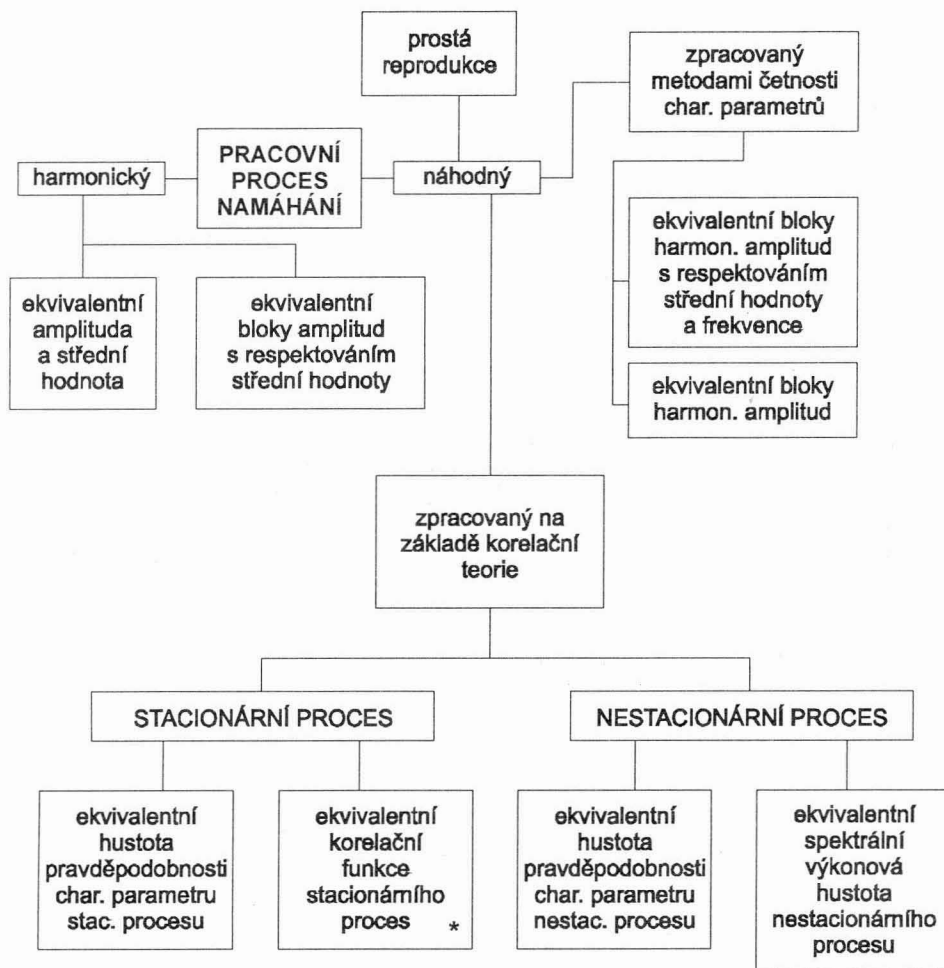 prostá
reprodukce
zpracovaný
metodami četnosti
char. parametrů
PRACOVNÍ
PROCES
NAMÁHÁNÍ
harmonický
náhodný
ekvivalentní
amplituda
a střední
hodnota
ekvivalentní
bloky amplitud
s respektováním
střední hodnoty
ekvivalentní bloky
harmon. amplitud
s respektováním
střední hodnoty
a frekvence
ekvivalentní bloky
harmon. amplitud
zpracovaný na
základě korelační
teorie
STACIONÁRNÍ PROCES
NESTACIONÁRNÍ PROCES
ekvivalentní
hustota
pravděpodobnosti
char. parametru
stac. procesu
ekvivalentní
korelační
funkce
stacionárního
proces *
ekvivalentní
hustota
pravděpodobnosti
char. parametru
nestac. procesu
ekvivalentní
spektrální
výkonová
hustota
nestacionárního
procesu